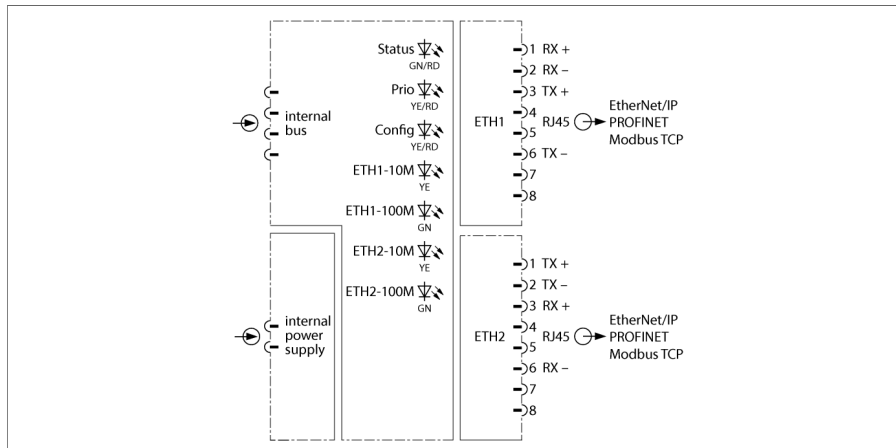 internal
bus
internal
power
supply
Status
GN/RD
Prio
YE/RD
Config
YE/RD
ETH1-10M
YE
ETH1-100M
GN
ETH2-10M
YE
ETH2-100M
GN
ETH1
1 RX +
2 RX –
3 TX +
4
5
6 TX –
7
8
RJ45
EtherNet/IP
PROFINET
Modbus TCP
ETH2
1 TX +
2 TX –
3 RX +
4
5
6 RX –
7
8
RJ45
EtherNet/IP
PROFINET
Modbus TCP